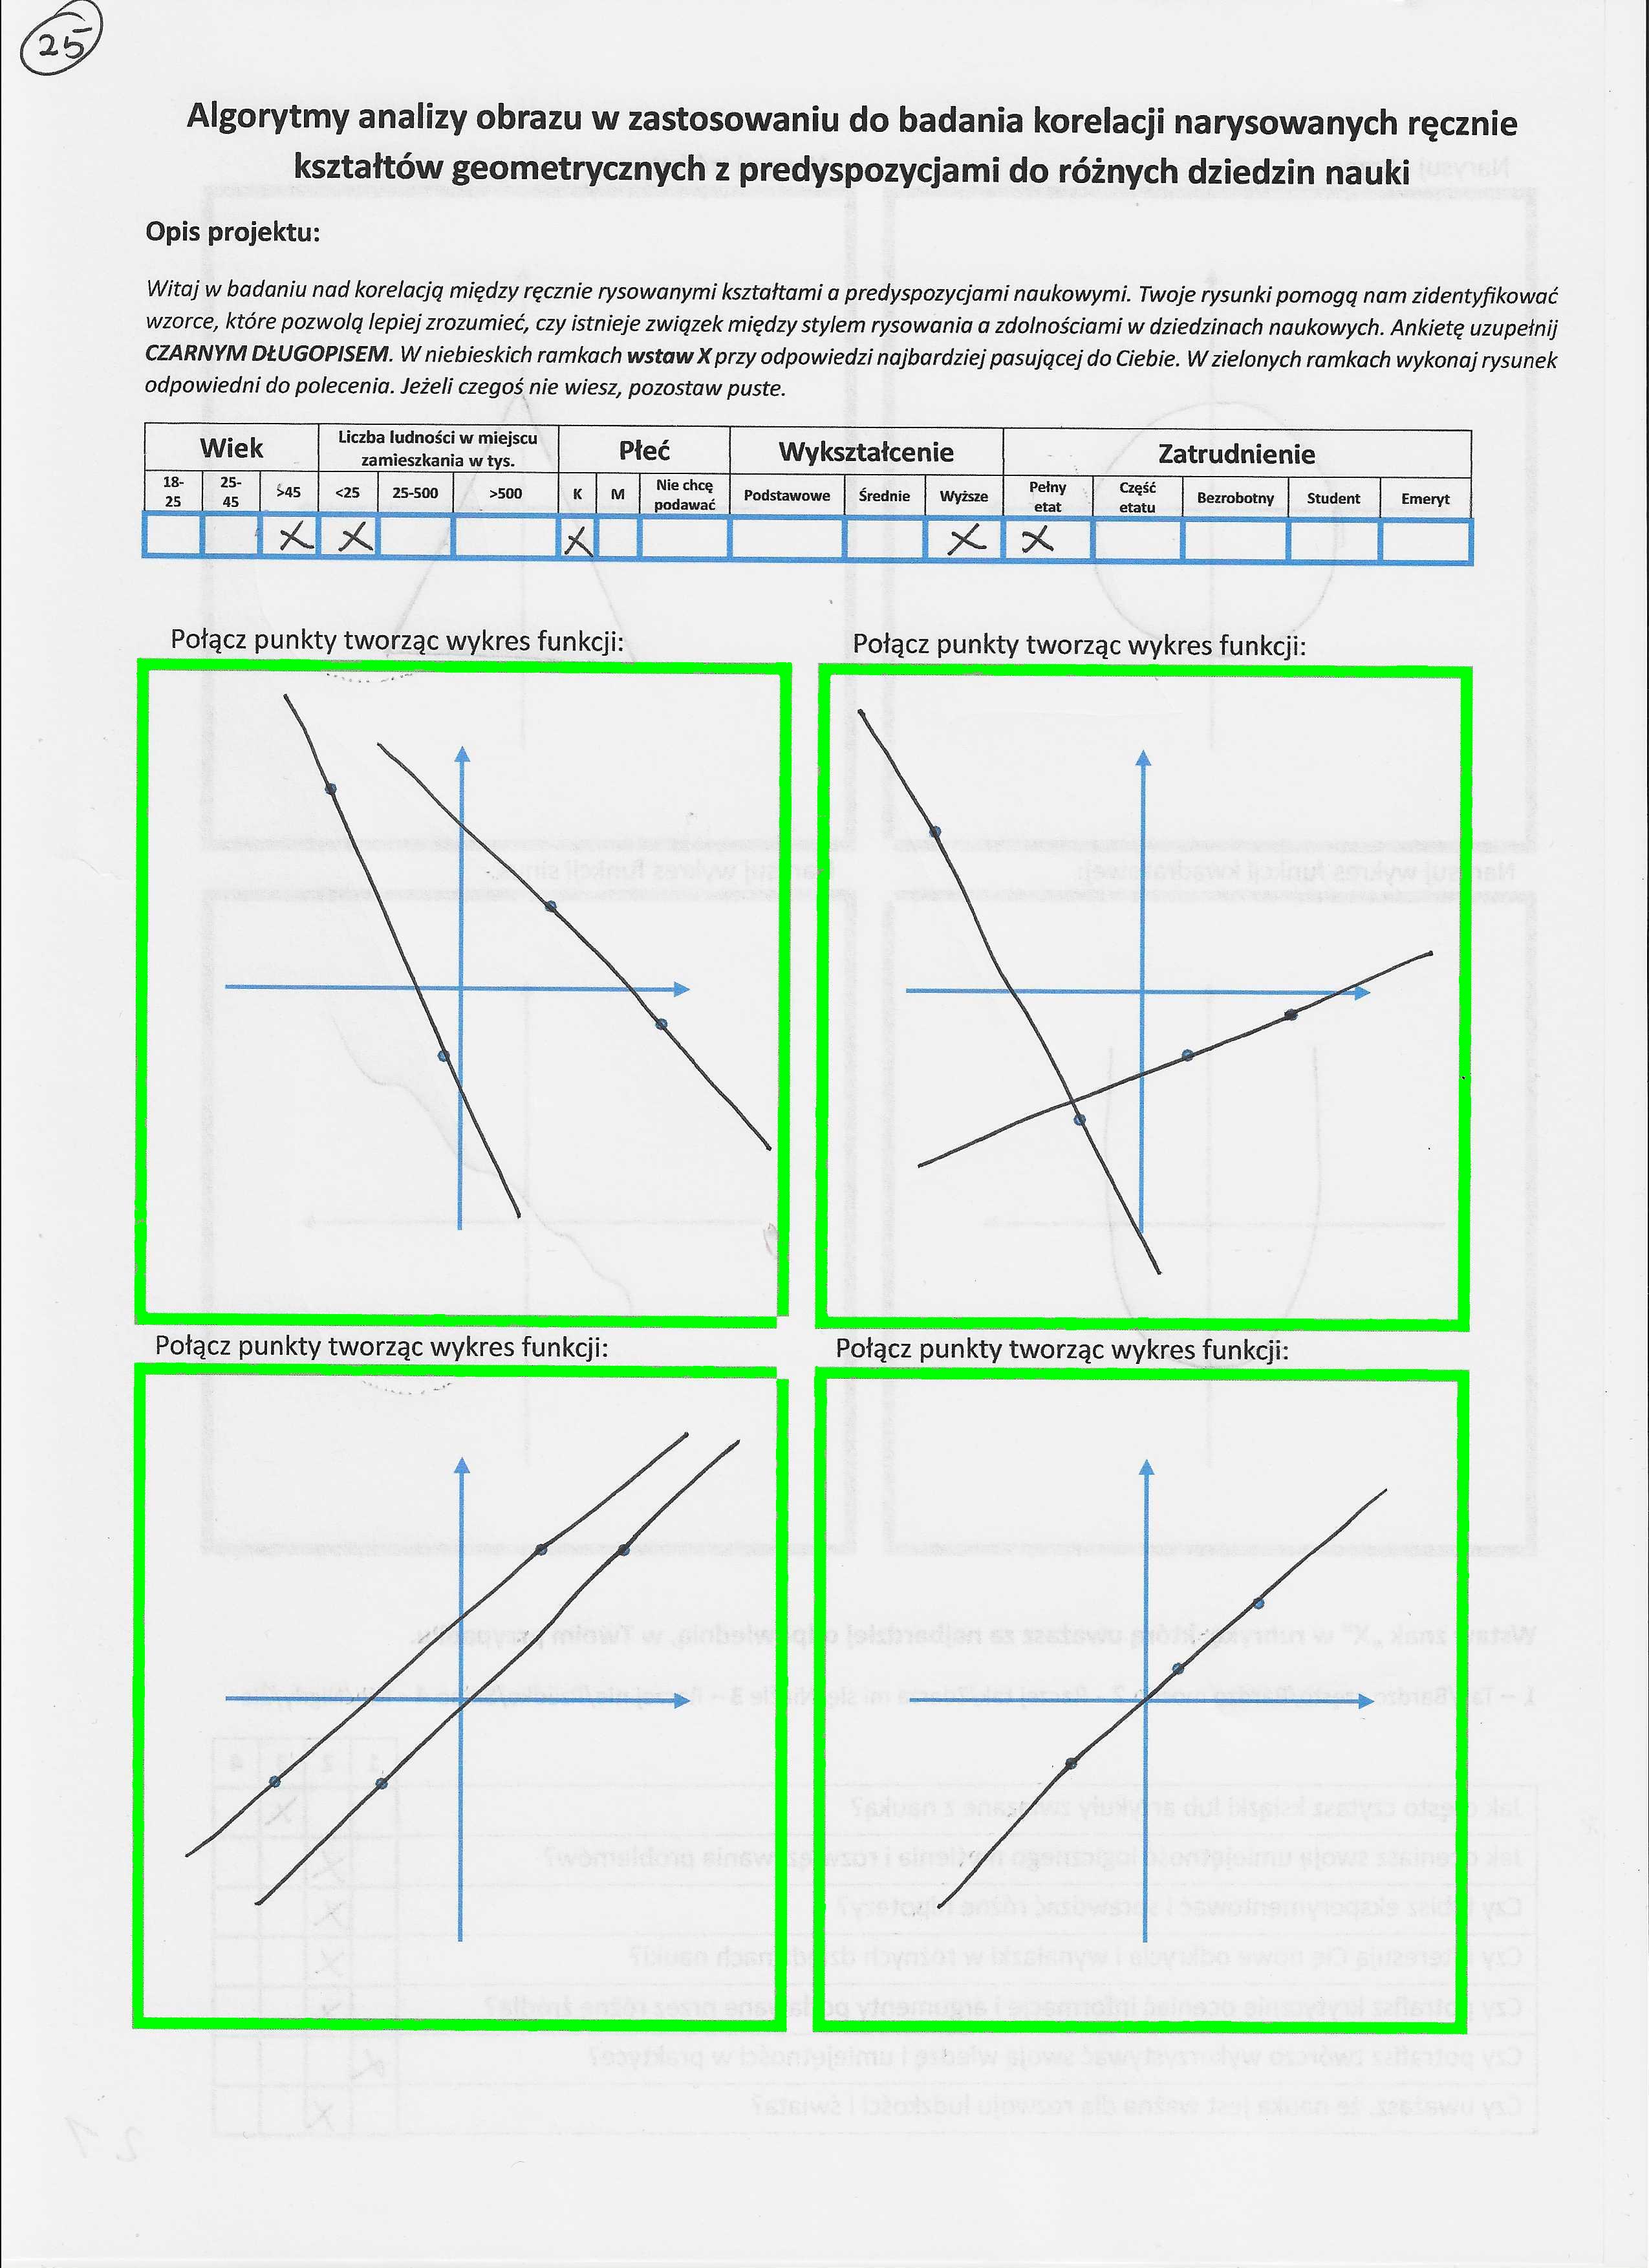 25
Algorytmy analizy obrazu w zastosowaniu do badania korelacji narysowanych ręcznie
kształtów geometrycznych z predyspozycjami do różnych dziedzin nauki
Opis projektu:
Witaj w badaniu nad korelacją między ręcznie rysowanymi kształtami a predyspozycjami naukowymi. Twoje rysunki pomogą nam zidentyfikować
wzorce, które pozwolą lepiej zrozumieć, czy istnieje związek między stylem rysowania a zdolnościami w dziedzinach naukowych. Ankietę uzupełnij
CZARNYM DŁUGOPISEM. W niebieskich ramkach wstaw X przy odpowiedzi najbardziej pasującej do Ciebie. W zielonych ramkach wykonaj rysunek
odpowiedni do polecenia. Jeżeli czegoś nie wiesz, pozostaw puste.
Wiek Liczba ludności w miejscu zamieszkania w tys. Płeć Wykształcenie Zatrudnienie
18-25 25-45 >45 <25 25-500 >500 K M Nie chcę podawać Podstawowe Średnie Wyższe Pełny etat Część etatu Bezrobotny Student Emeryt
X X X X X
Połącz punkty tworząc wykres funkcji: Połącz punkty tworząc wykres funkcji:
Połącz punkty tworząc wykres funkcji: Połącz punkty tworząc wykres funkcji: